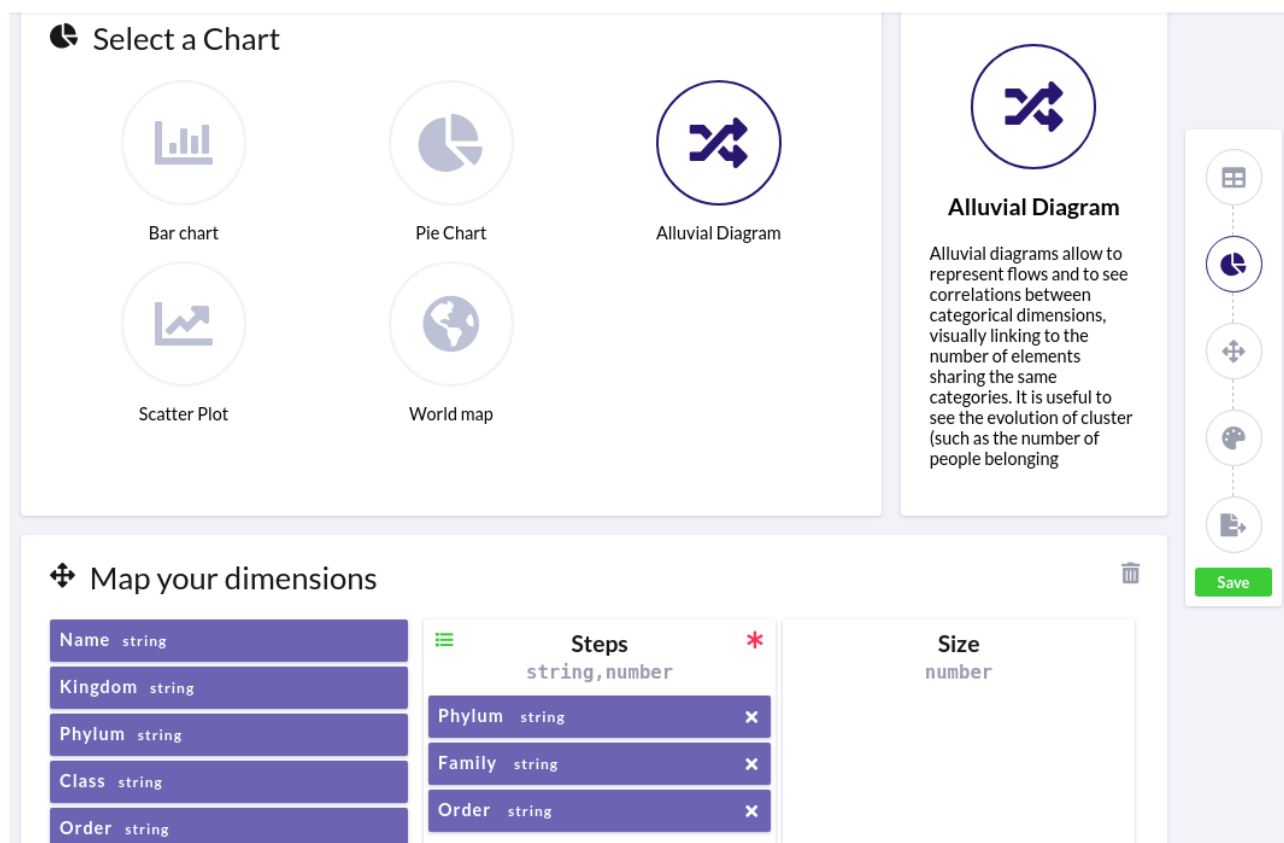 Select a Chart
Bar chart
Pie Chart
Alluvial Diagram
Scatter Plot
World map
Alluvial Diagram
Alluvial diagrams allow to
represent flows and to see
correlations between
categorical dimensions,
visually linking to the
number of elements
sharing the same
categories. It is useful to
see the evolution of cluster
(such as the number of
people belonging
Save
Map your dimensions
Name string
Kingdom string
Phylum string
Class string
Order string
Steps
string,number
Phylum string
Family string
Order string
Size
number